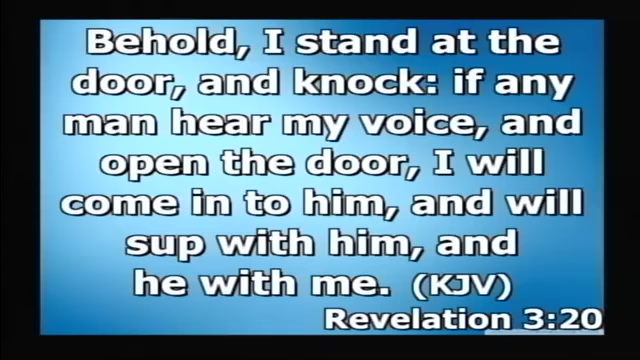 Behold, I stand at the
door, and knock: if any
man hear my voice, and
open the door, I will
come in to him, and will
sup with him, and
he with me. (KJV)
Revelation 3:20